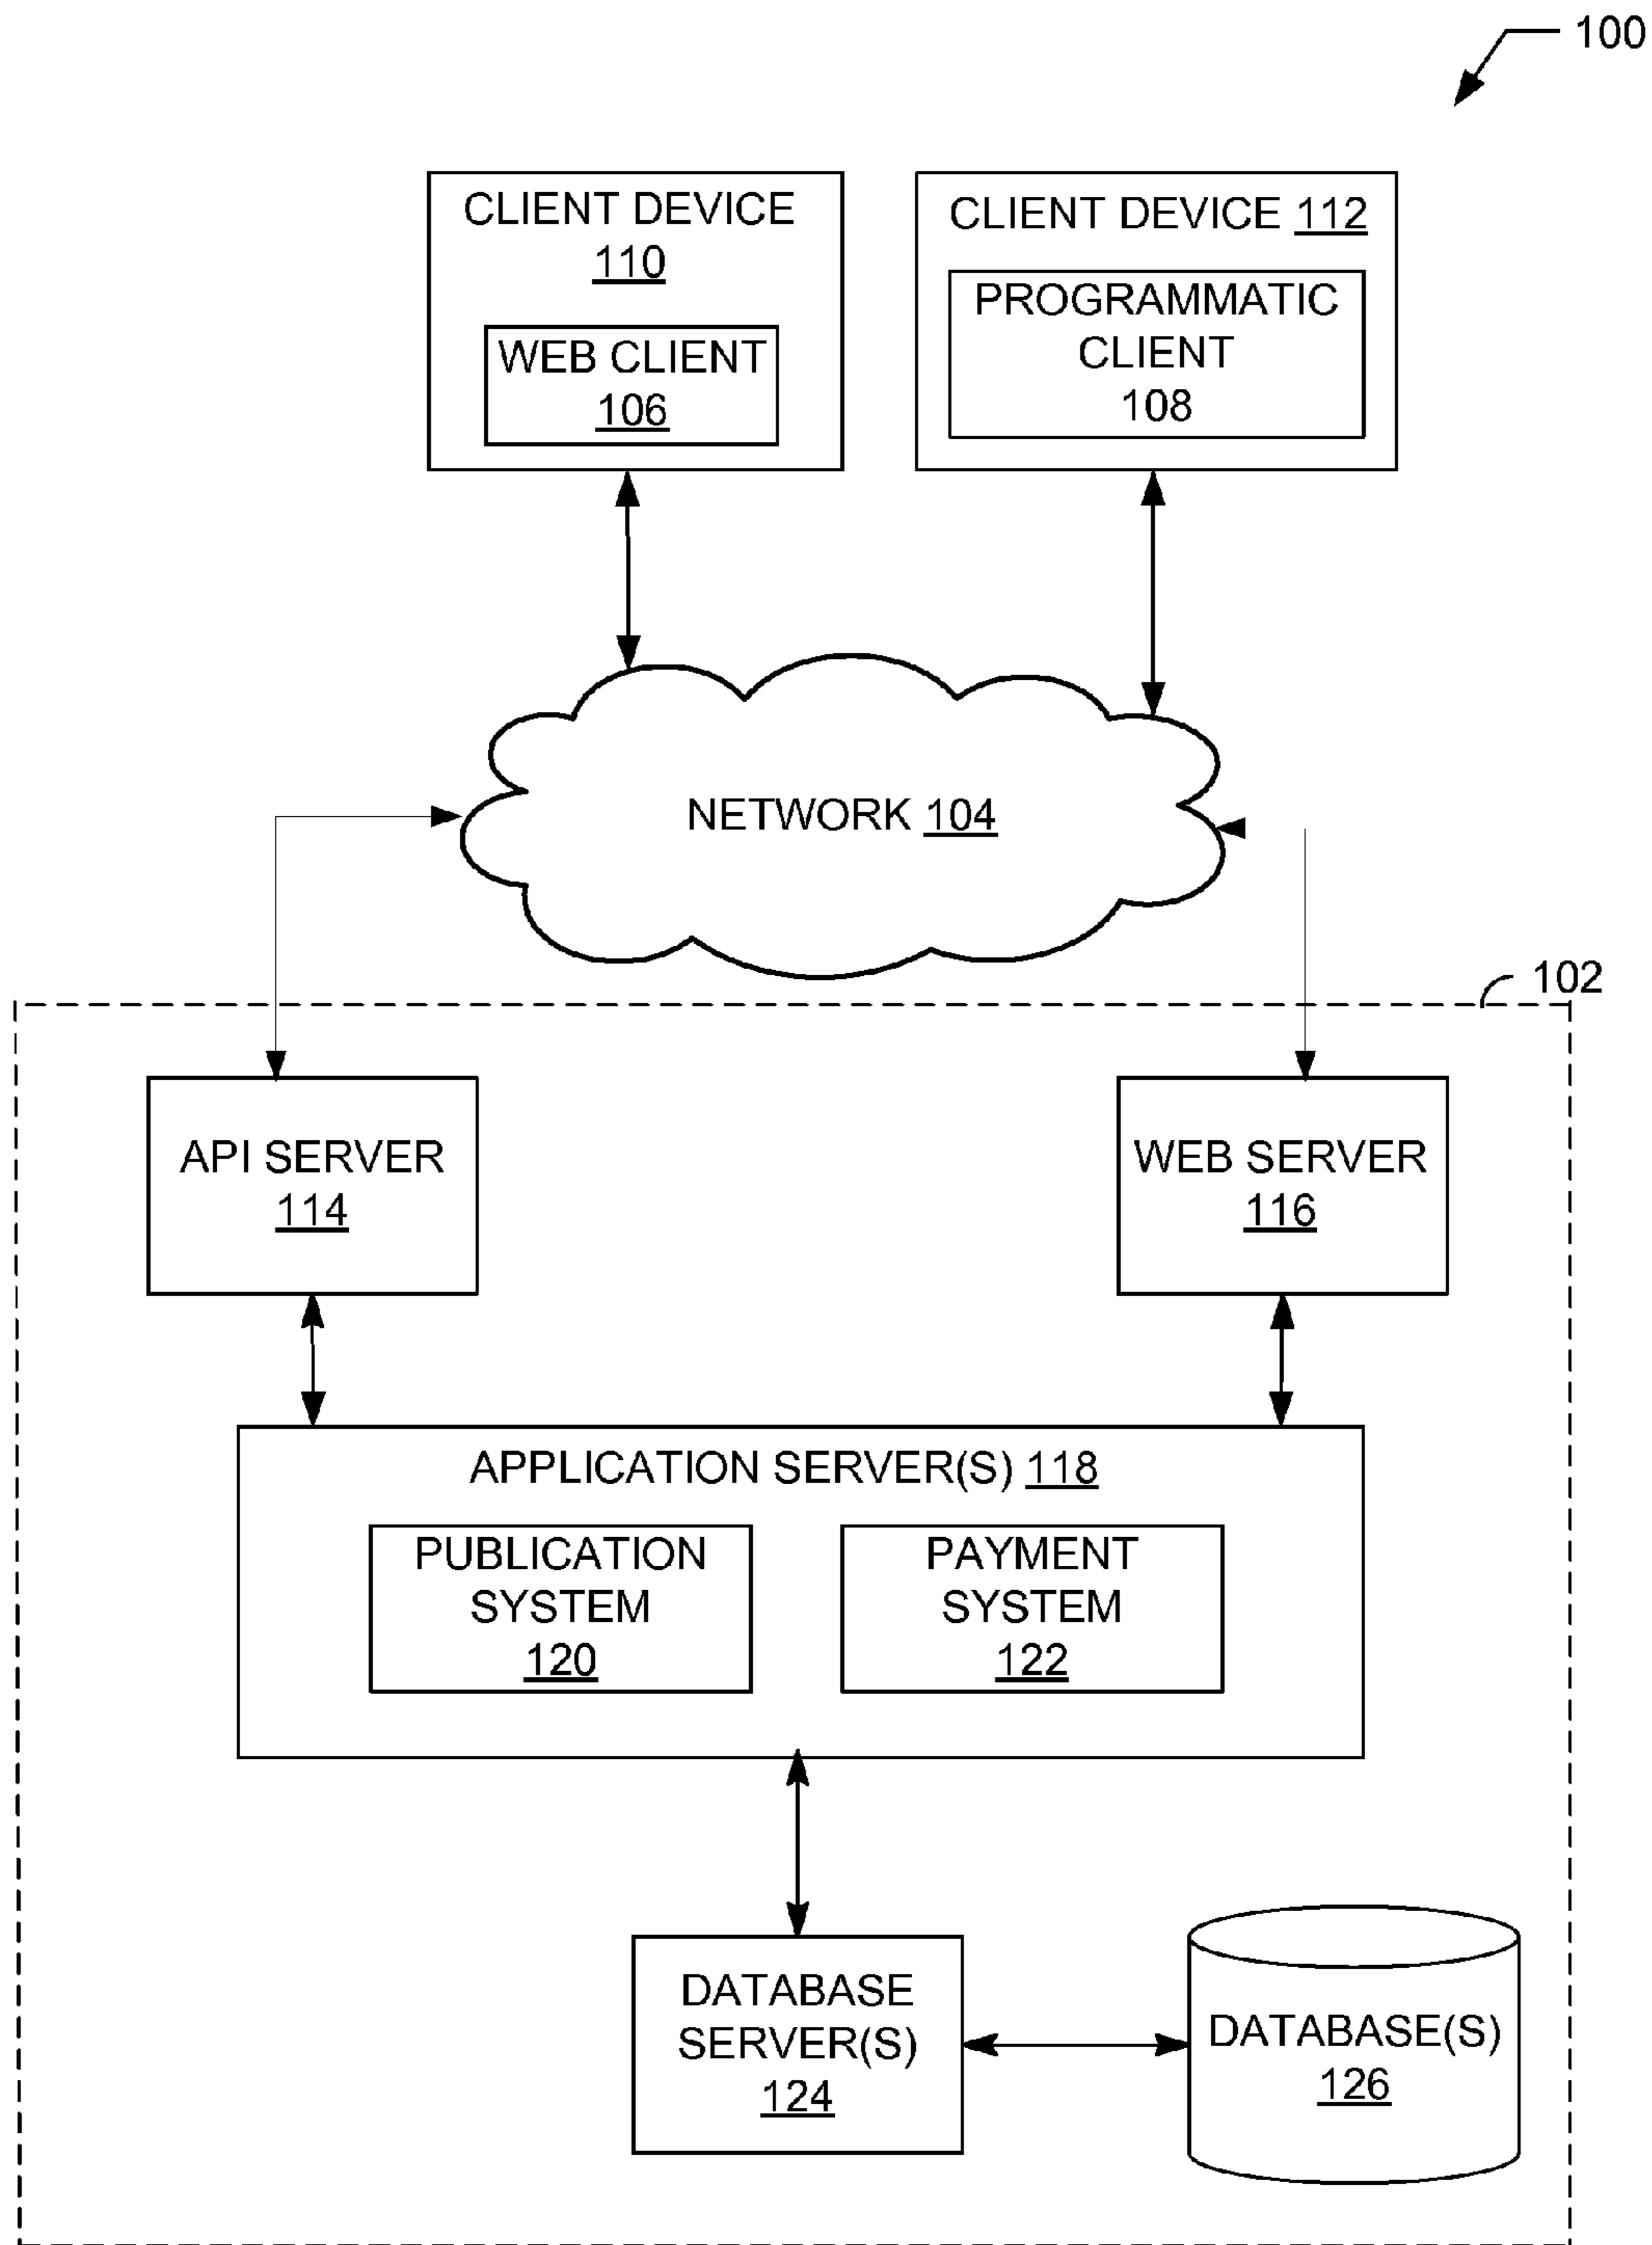 100
CLIENT DEVICE
110
WEB CLIENT
106
CLIENT DEVICE 112
PROGRAMMATIC
CLIENT
108
NETWORK 104
102
API SERVER
114
WEB SERVER
116
APPLICATION SERVER(S) 118
PUBLICATION
SYSTEM
120
PAYMENT
SYSTEM
122
DATABASE
SERVER(S)
124
DATABASE(S)
126